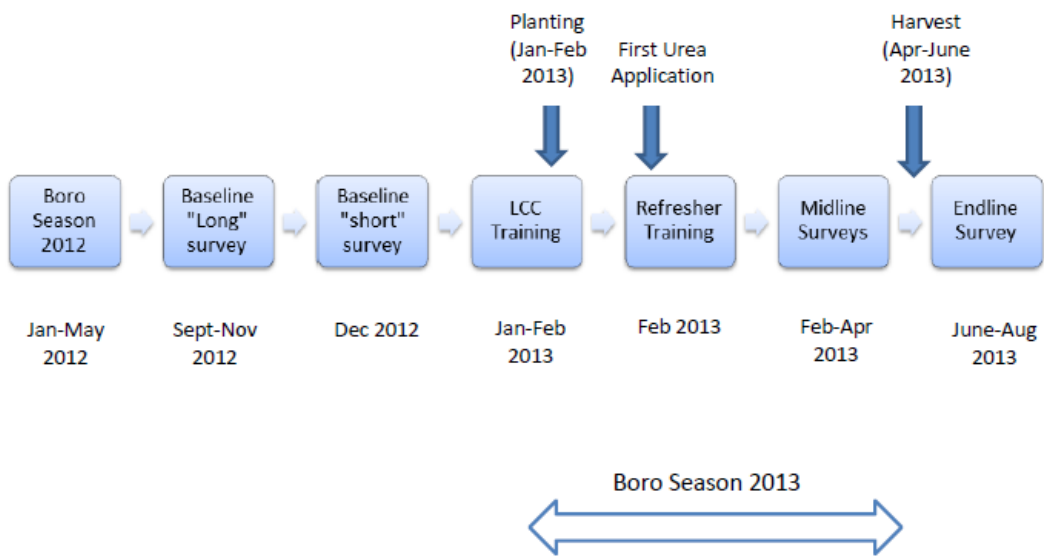 Planting
(Jan-Feb
2013)
First Urea
Application
Harvest
(Apr-June
2013)
Boro
Season
2012
Baseline
"Long"
survey
Baseline
"short"
survey
LCC
Training
Refresher
Training
Midline
Surveys
Endline
Survey
Jan-May
2012
Sept-Nov
2012
Dec 2012
Jan-Feb
2013
Feb 2013
Feb-Apr
2013
June-Aug
2013
Boro Season 2013